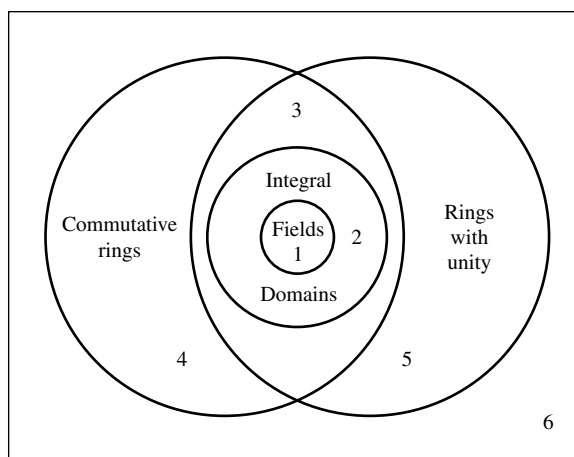 3
Integral
Commutative
rings
Fields
1
2
Rings
with
unity
Domains
4
5
6